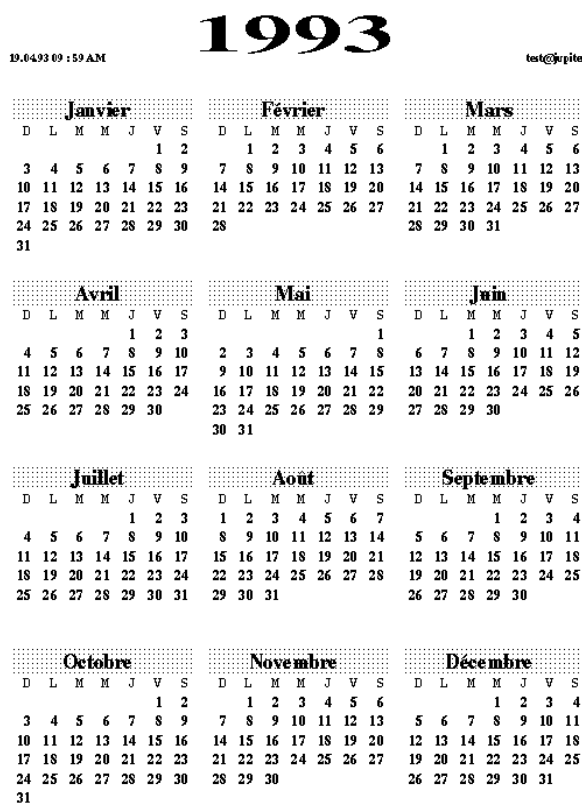 1993
19.04.93 09 : 59 AM test@jupite
Janvier Février Mars
D L M M J V S D L M M J V S D L M M J V S
1 2 1 2 3 4 5 6 1 2 3 4 5 6
3 4 5 6 7 8 9 7 8 9 10 11 12 13 7 8 9 10 11 12 13
10 11 12 13 14 15 16 14 15 16 17 18 19 20 14 15 16 17 18 19 20
17 18 19 20 21 22 23 21 22 23 24 25 26 27 21 22 23 24 25 26 27
24 25 26 27 28 29 30 28 28 29 30 31
31
Avril Mai Juin
D L M M J V S D L M M J V S D L M M J V S
1 2 3 1 1 2 3 4 5
4 5 6 7 8 9 10 2 3 4 5 6 7 8 6 7 8 9 10 11 12
11 12 13 14 15 16 17 9 10 11 12 13 14 15 13 14 15 16 17 18 19
18 19 20 21 22 23 24 16 17 18 19 20 21 22 20 21 22 23 24 25 26
25 26 27 28 29 30 23 24 25 26 27 28 29 27 28 29 30
30 31
Juillet Août Septembre
D L M M J V S D L M M J V S D L M M J V S
1 2 3 1 2 3 4 5 6 7 1 2 3 4
4 5 6 7 8 9 10 8 9 10 11 12 13 14 5 6 7 8 9 10 11
11 12 13 14 15 16 17 15 16 17 18 19 20 21 12 13 14 15 16 17 18
18 19 20 21 22 23 24 22 23 24 25 26 27 28 19 20 21 22 23 24 25
25 26 27 28 29 30 31 29 30 31 26 27 28 29 30
Octobre Novembre Décembre
D L M M J V S D L M M J V S D L M M J V S
1 2 1 2 3 4 5 6 1 2 3 4
3 4 5 6 7 8 9 7 8 9 10 11 12 13 5 6 7 8 9 10 11
10 11 12 13 14 15 16 14 15 16 17 18 19 20 12 13 14 15 16 17 18
17 18 19 20 21 22 23 21 22 23 24 25 26 27 19 20 21 22 23 24 25
24 25 26 27 28 29 30 28 29 30 26 27 28 29 30 31
31